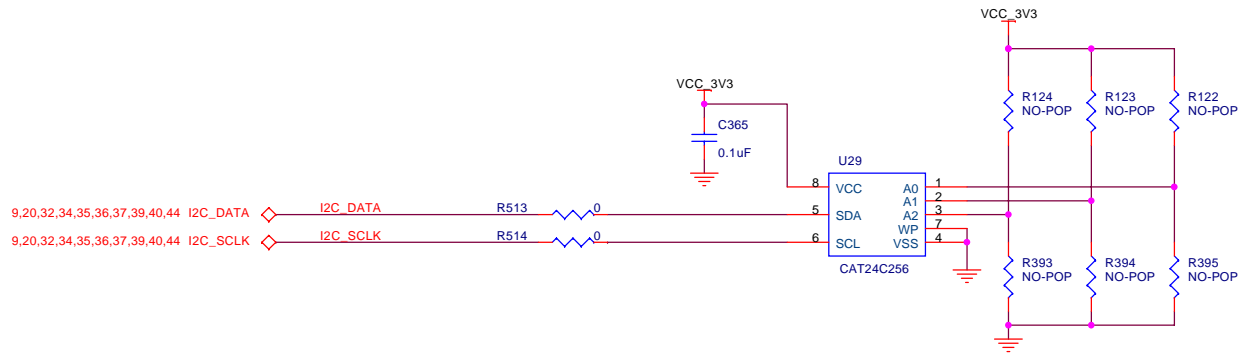 VCC_3V3
VCC_3V3
R124
NO-POP
R123
NO-POP
R122
NO-POP
C365
0.1uF
U29
8 VCC A0 1
A1 2
9,20,32,34,35,36,37,39,40,44 I2C_DATA I2C_DATA R513 0 5 SDA A2 3
WP 7
9,20,32,34,35,36,37,39,40,44 I2C_SCLK I2C_SCLK R514 0 6 SCL VSS 4
CAT24C256
R393
NO-POP
R394
NO-POP
R395
NO-POP